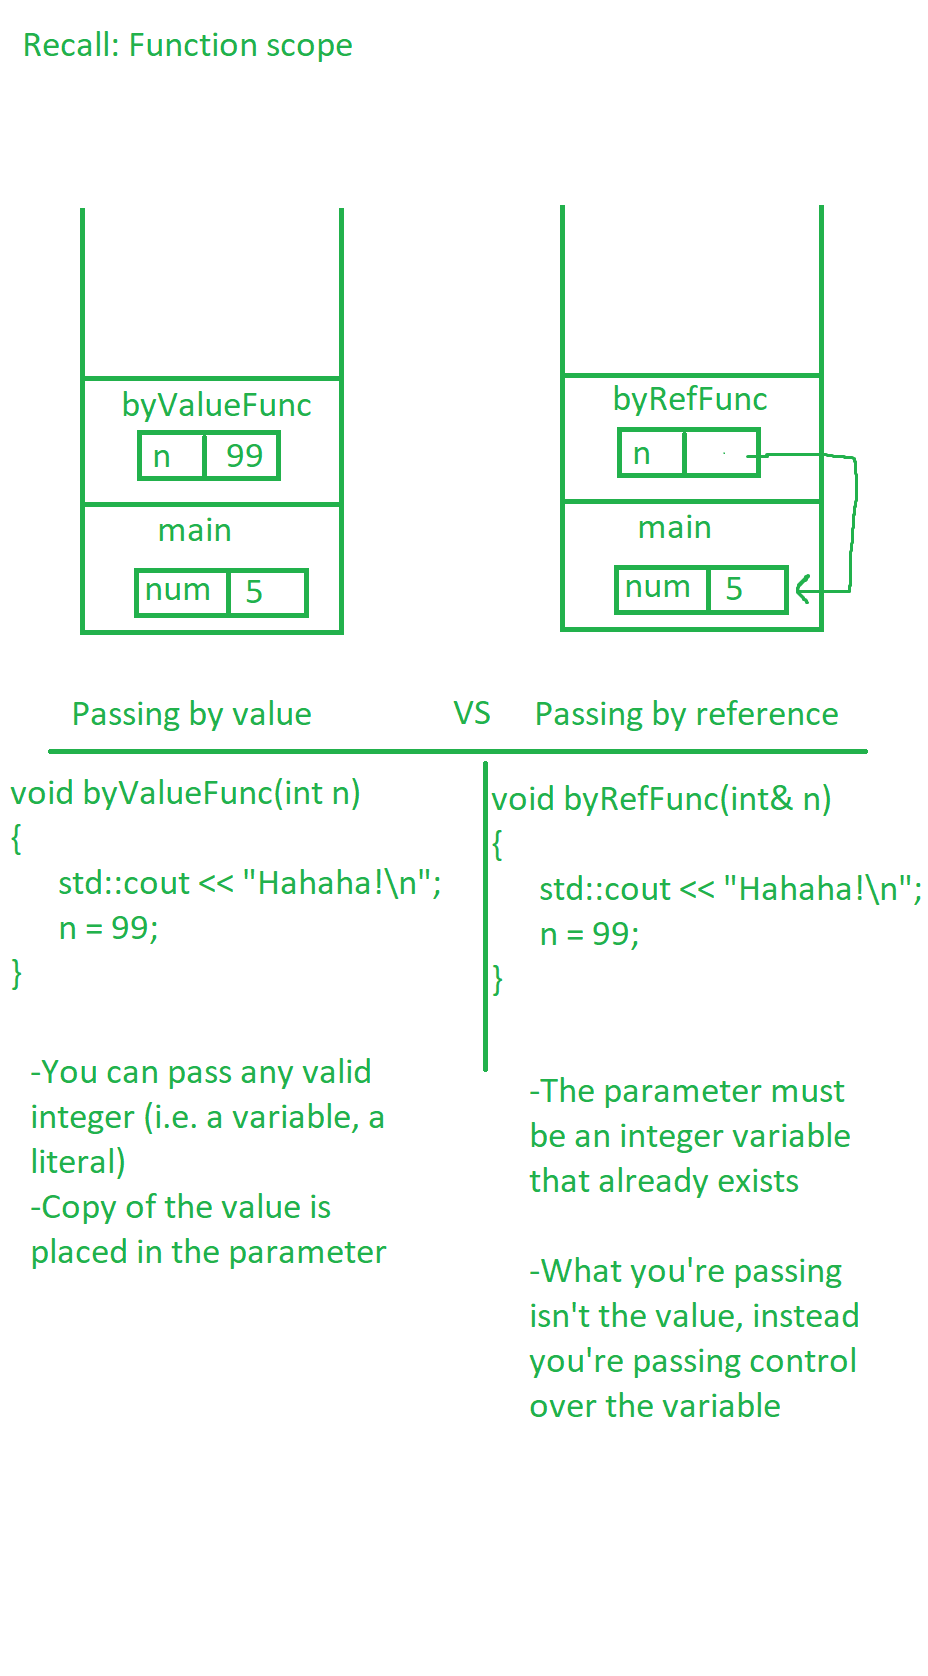 Recall: Function scope
byValueFunc
n 99
main
num 5
byRefFunc
n
main
num 5
Passing by value VS Passing by reference
void byValueFunc(int n)
{
std::cout << "Hahaha!\n";
n = 99;
}
-You can pass any valid
integer (i.e. a variable, a
literal)
-Copy of the value is
placed in the parameter
void byRefFunc(int& n)
{
std::cout << "Hahaha!\n";
n = 99;
}
-The parameter must
be an integer variable
that already exists
-What you're passing
isn't the value, instead
you're passing control
over the variable